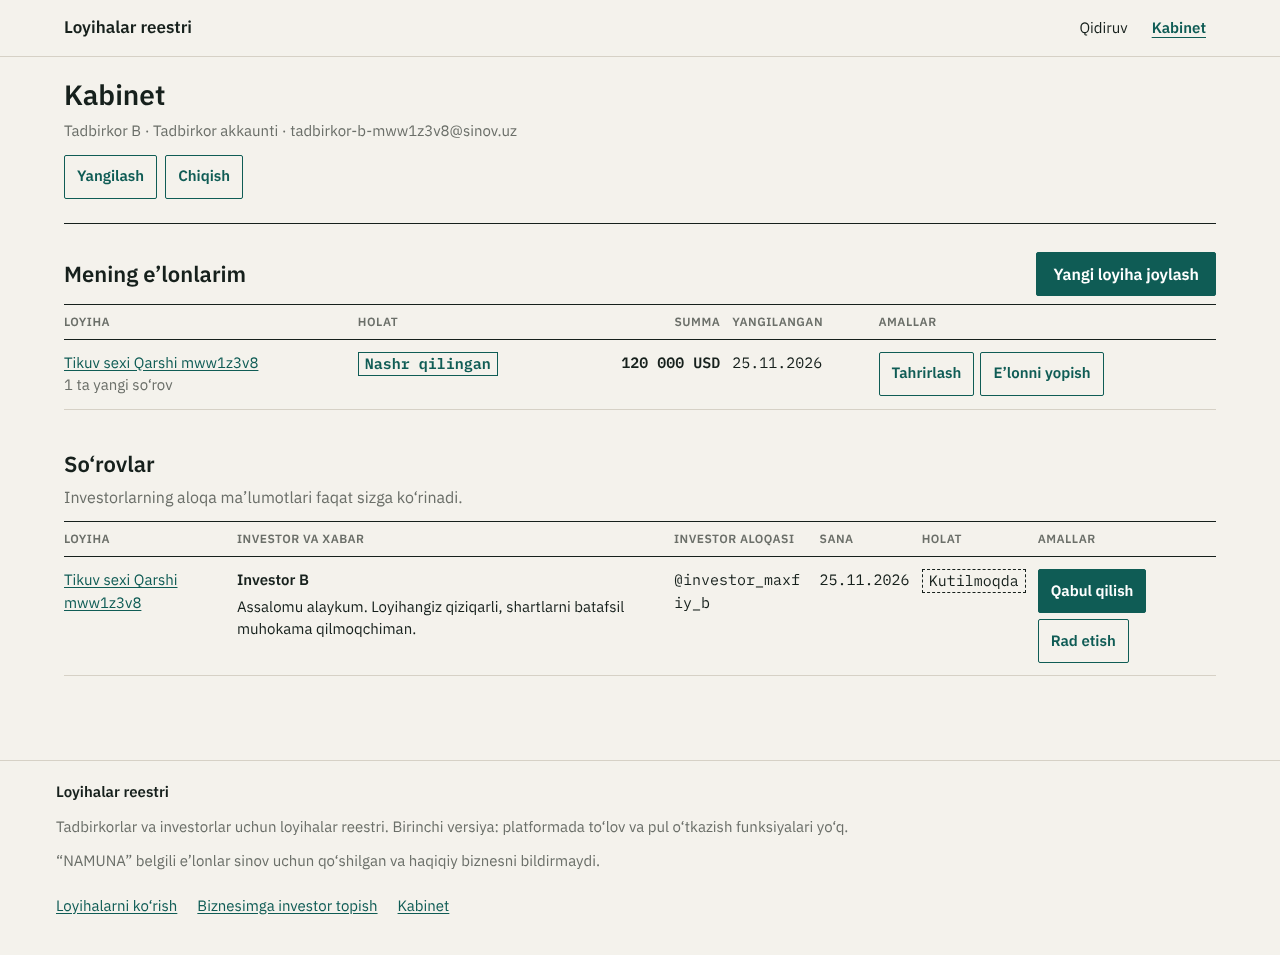 Loyihalar reestri
Qidiruv
Kabinet
Kabinet
Tadbirkor B · Tadbirkor akkaunti · tadbirkor-b-mww1z3v8@sinov.uz
Yangilash
Chiqish
Mening e’lonlarim
Yangi loyiha joylash
LOYIHA HOLAT SUMMA YANGILANGAN AMALLAR
Tikuv sexi Qarshi mww1z3v8 Nashr qilingan 120 000 USD 25.11.2026 Tahrirlash E’lonni yopish
1 ta yangi so‘rov
So‘rovlar
Investorlarning aloqa ma’lumotlari faqat sizga ko‘rinadi.
LOYIHA INVESTOR VA XABAR INVESTOR ALOQASI SANA HOLAT AMALLAR
Tikuv sexi Qarshi
mww1z3v8
Investor B
Assalomu alaykum. Loyihangiz qiziqarli, shartlarni batafsil
muhokama qilmoqchiman.
@investor_maxf
iy_b
25.11.2026
Kutilmoqda
Qabul qilish
Rad etish
Loyihalar reestri
Tadbirkorlar va investorlar uchun loyihalar reestri. Birinchi versiya: platformada to‘lov va pul o‘tkazish funksiyalari yo‘q.
“NAMUNA” belgili e’lonlar sinov uchun qo‘shilgan va haqiqiy biznesni bildirmaydi.
Loyihalarni ko‘rish Biznesimga investor topish Kabinet